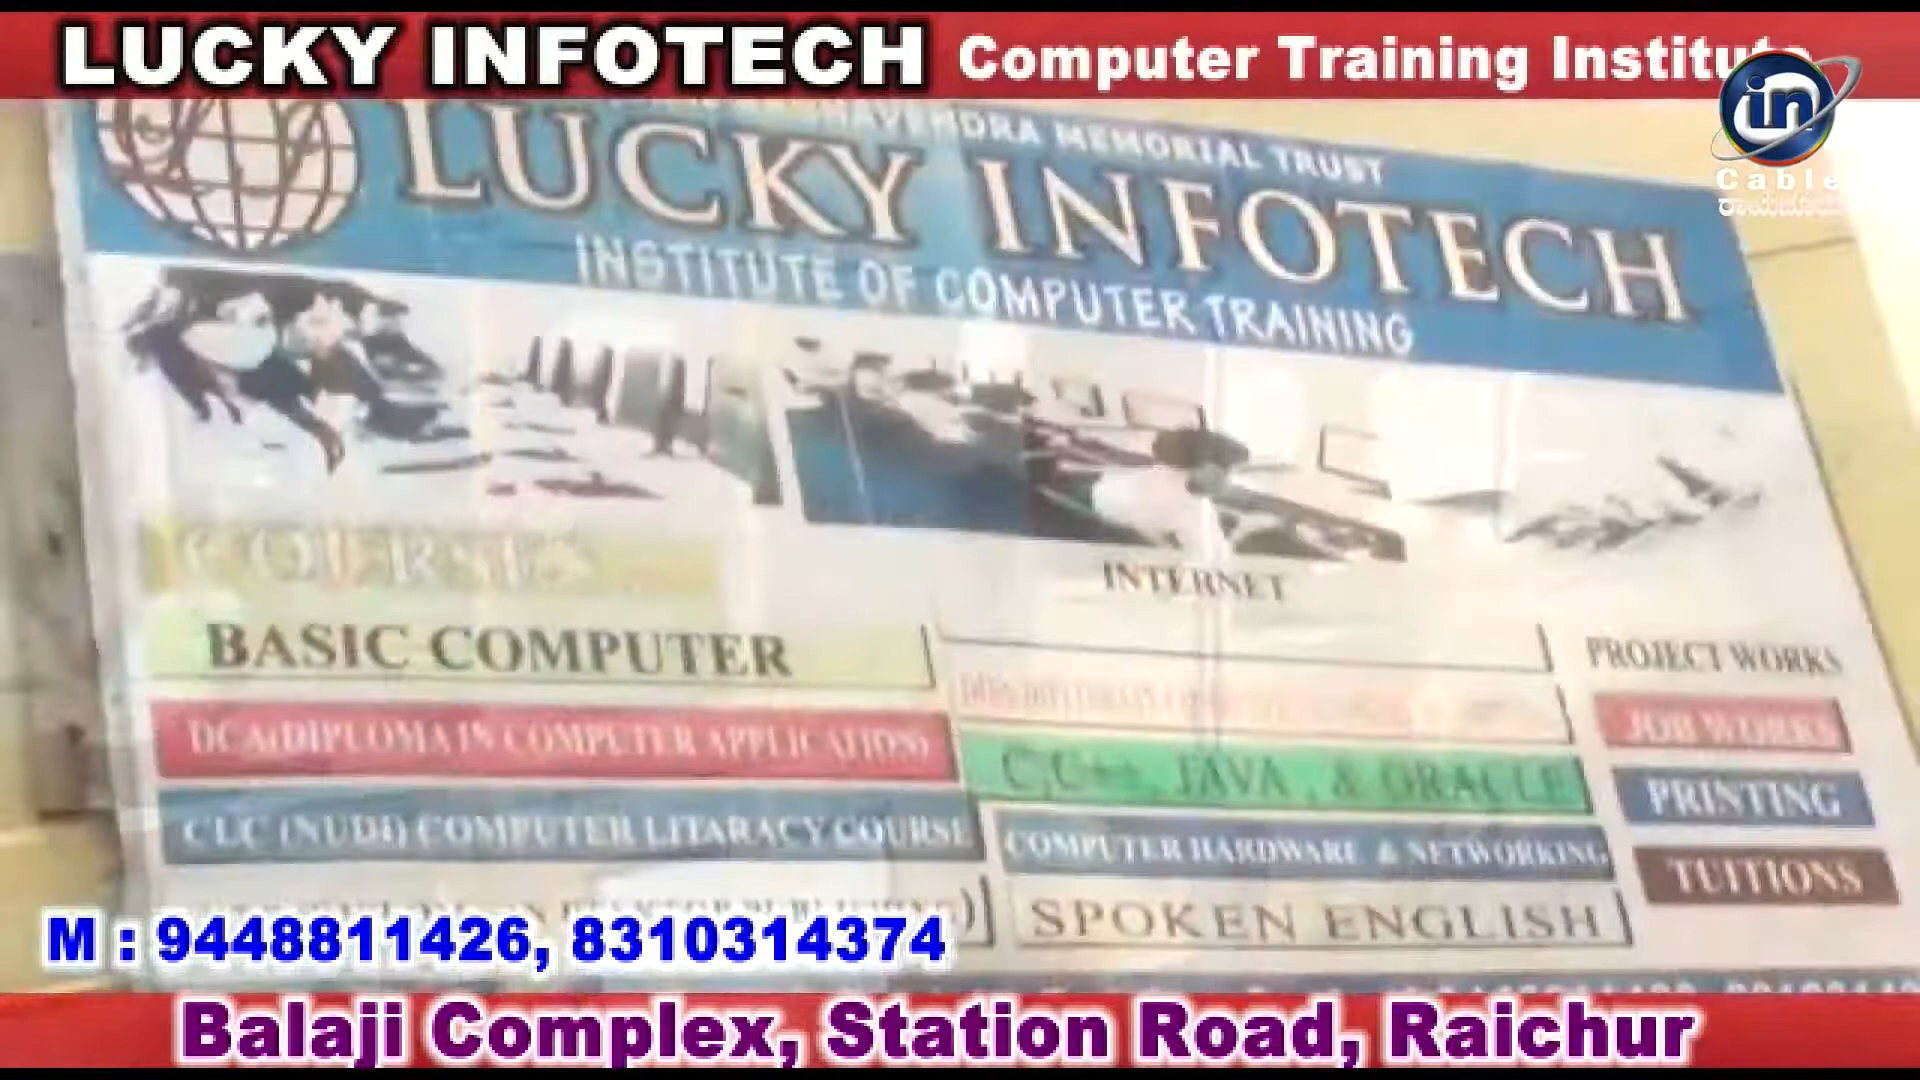 LUCKY INFOTECH Computer Training Institute
in
Cable
MEMORIAL TRUST
LUCKY INFOTECH
INSTITUTE OF COMPUTER TRAINING
COURSES
INTERNET
BASIC COMPUTER
PROJECT WORKS
DCA(DIPLOMA IN COMPUTER APPLICATION)
JOB WORKS
C,C++, JAVA , & ORACLE
PRINTING
CLC (NUDI) COMPUTER LITARACY COURSE
COMPUTER HARDWARE & NETWORKING
TUITIONS
SPOKEN ENGLISH
M : 9448811426, 8310314374
Balaji Complex, Station Road, Raichur